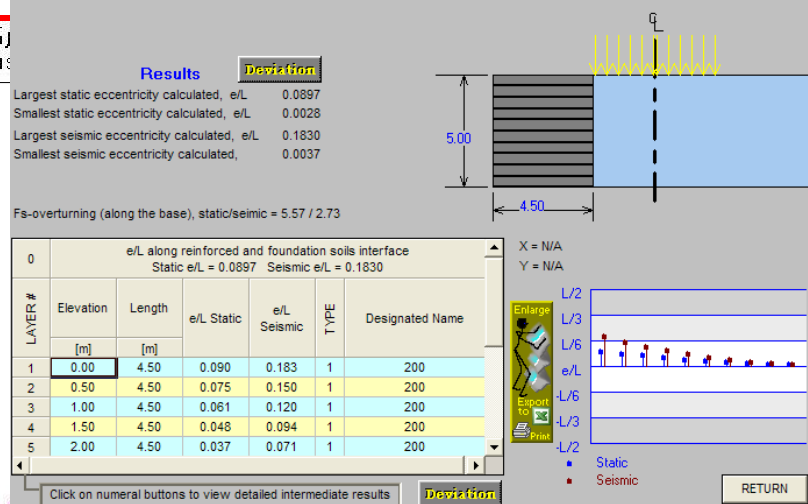 Results
Deviation
Largest static eccentricity calculated, e/L 0.0897
Smallest static eccentricity calculated, e/L 0.0028
Largest seismic eccentricity calculated, e/L 0.1830
Smallest seismic eccentricity calculated, 0.0037
Fs-overturning (along the base), static/seimic = 5.57 / 2.73
5.00
4.50
0 e/L along reinforced and foundation soils interface
Static e/L = 0.0897 Seismic e/L = 0.1830
LAYER # Elevation Length e/L Static e/L Seismic TYPE Designated Name
[m] [m]
1 0.00 4.50 0.090 0.183 1 200
2 0.50 4.50 0.075 0.150 1 200
3 1.00 4.50 0.061 0.120 1 200
4 1.50 4.50 0.048 0.094 1 200
5 2.00 4.50 0.037 0.071 1 200
Click on numeral buttons to view detailed intermediate results
Deviation
X = N/A
Y = N/A
Enlarge
Export
to
Print
L/2
L/3
L/6
e/L
-L/6
-L/3
-L/2
Static
Seismic
RETURN